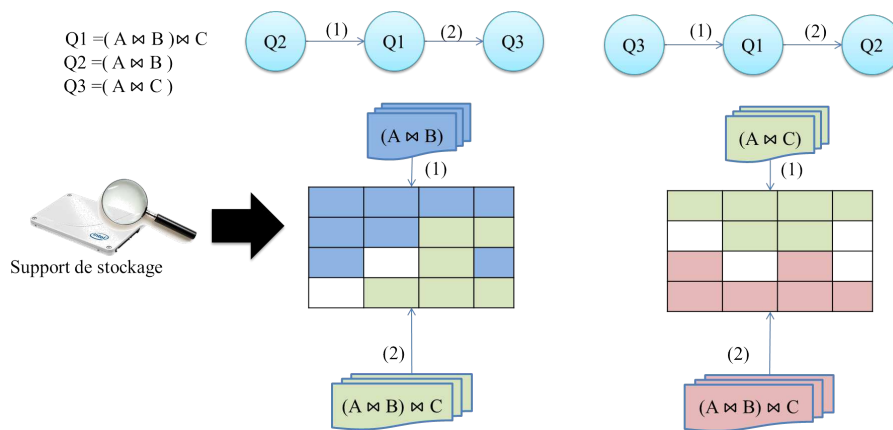 Q1 =( A ⋈ B )⋈ C
Q2 =( A ⋈ B )
Q3 =( A ⋈ C )
Q2
(1)
Q1
(2)
Q3
Q3
(1)
Q1
(2)
Q2
(A ⋈ B)
(1)
(A ⋈ C)
(1)
intel
Support de stockage
(2)
(A ⋈ B) ⋈ C
(2)
(A ⋈ B) ⋈ C